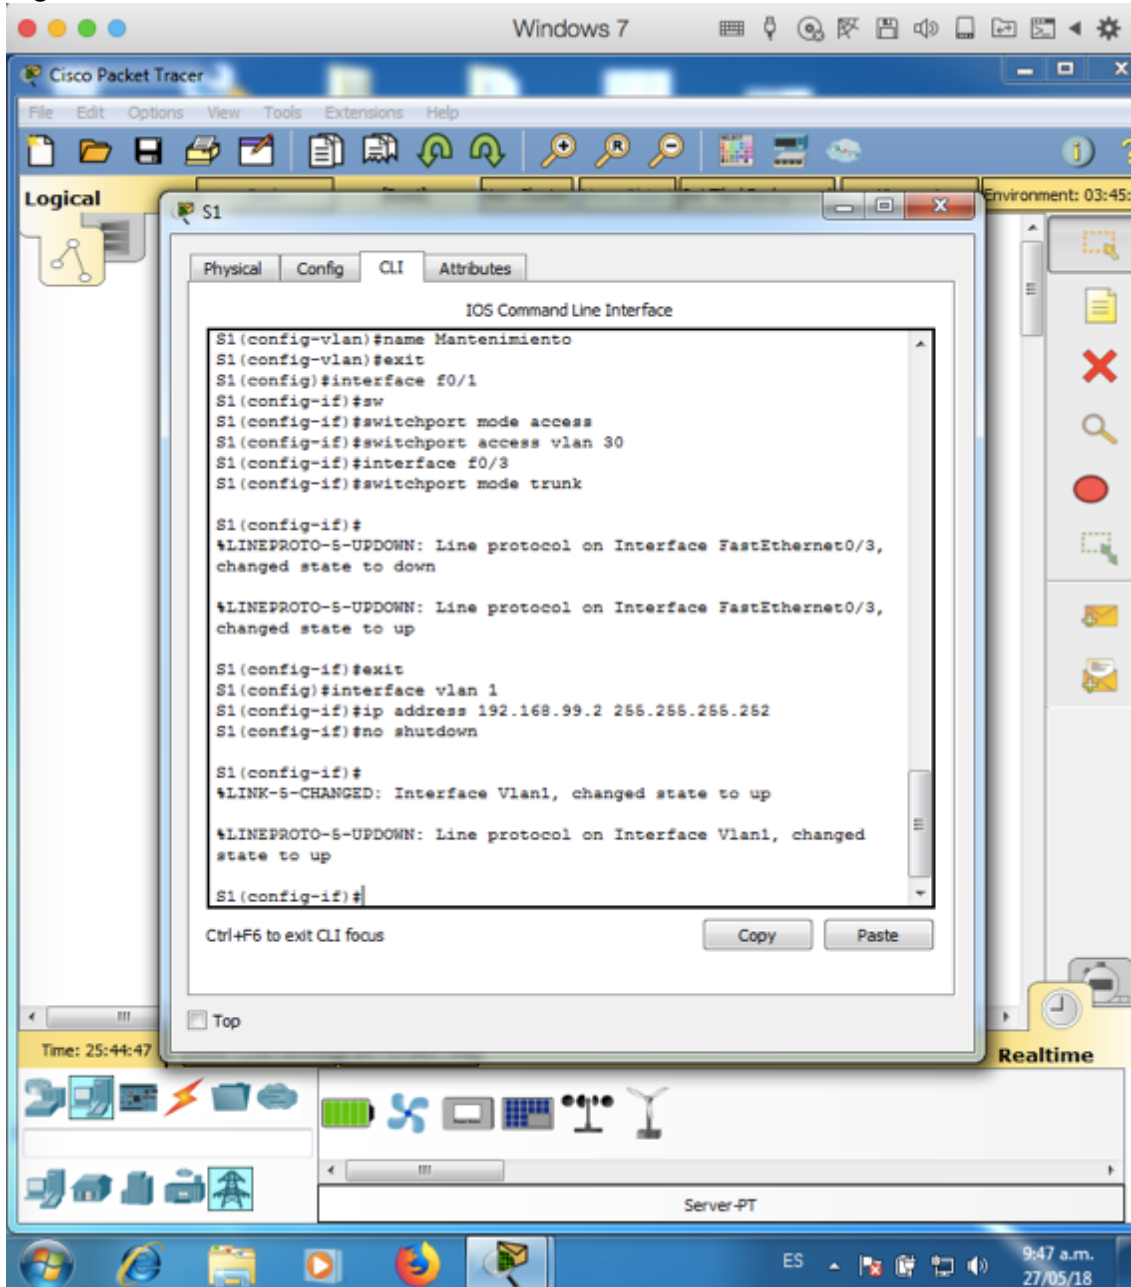 Windows 7
Cisco Packet Tracer
File Edit Options View Tools Extensions Help
Logical
Environment: 03:45:
S1
Physical Config CLI Attributes
IOS Command Line Interface
S1(config-vlan)#name Mantenimiento
S1(config-vlan)#exit
S1(config)#interface f0/1
S1(config-if)#sw
S1(config-if)#switchport mode access
S1(config-if)#switchport access vlan 30
S1(config-if)#interface f0/3
S1(config-if)#switchport mode trunk
S1(config-if)#
%LINEPROTO-5-UPDOWN: Line protocol on Interface FastEthernet0/3,
changed state to down
%LINEPROTO-5-UPDOWN: Line protocol on Interface FastEthernet0/3,
changed state to up
S1(config-if)#exit
S1(config)#interface vlan 1
S1(config-if)#ip address 192.168.99.2 255.255.255.252
S1(config-if)#no shutdown
S1(config-if)#
%LINK-5-CHANGED: Interface Vlan1, changed state to up
%LINEPROTO-5-UPDOWN: Line protocol on Interface Vlan1, changed
state to up
S1(config-if)#
Ctrl+F6 to exit CLI focus
Copy Paste
Top
Time: 25:44:47
Realtime
Server-PT
ES
9:47 a.m.
27/05/18